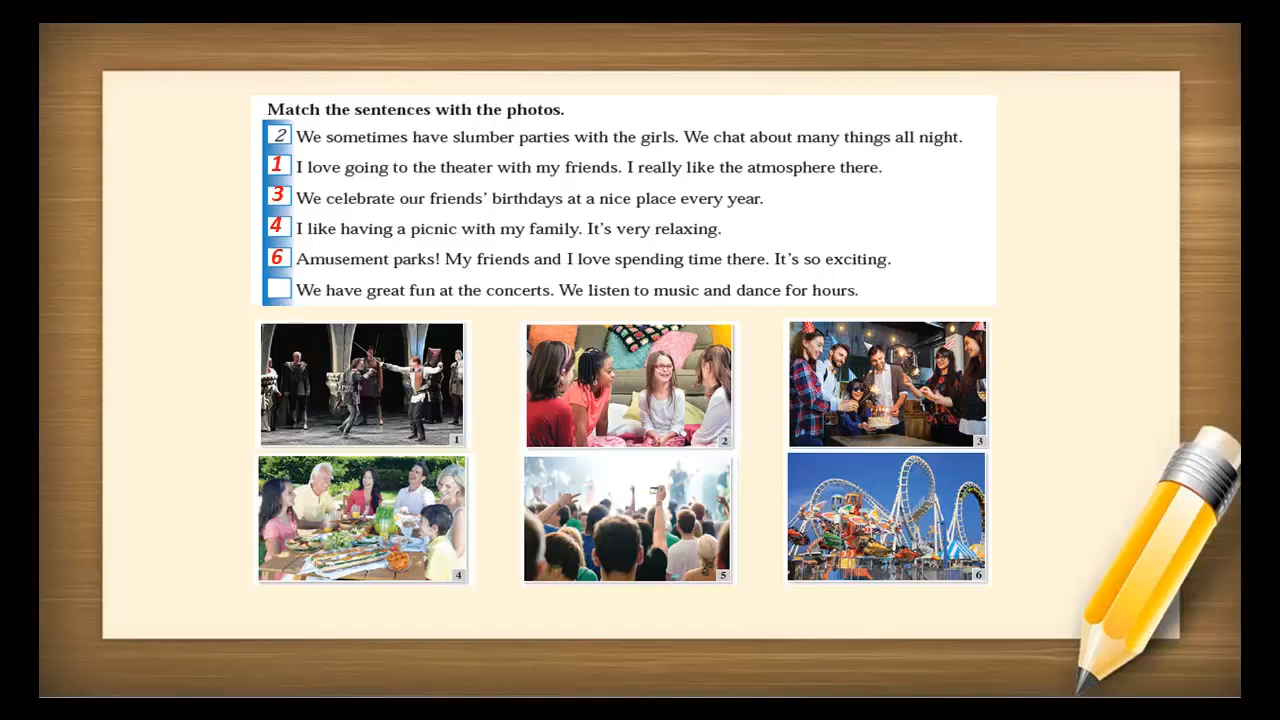 Match the sentences with the photos.
2 We sometimes have slumber parties with the girls. We chat about many things all night.
1 I love going to the theater with my friends. I really like the atmosphere there.
3 We celebrate our friends’ birthdays at a nice place every year.
4 I like having a picnic with my family. It’s very relaxing.
6 Amusement parks! My friends and I love spending time there. It’s so exciting.
We have great fun at the concerts. We listen to music and dance for hours.
1
2
3
4
5
6